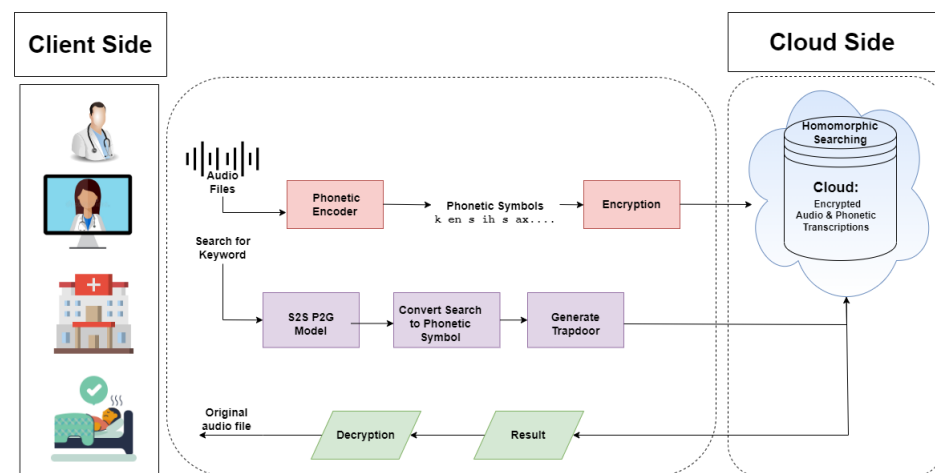 Client Side
Cloud Side
Audio
Files
Phonetic
Encoder
Phonetic Symbols
k en s ih s ax....
Encryption
Homomorphic
Searching
Cloud:
Encrypted
Audio & Phonetic
Transcriptions
Search for
Keyword
S2S P2G
Model
Convert Search
to Phonetic
Symbol
Generate
Trapdoor
Original
audio file
Decryption
Result